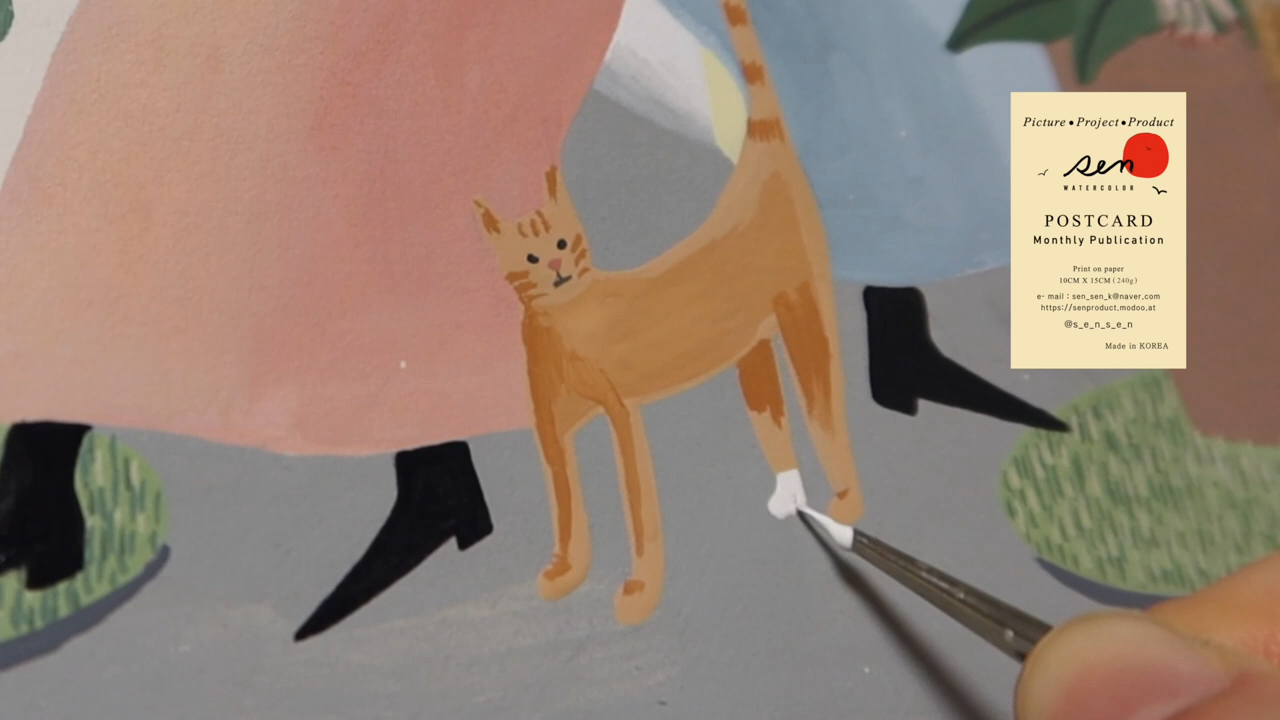 Picture•Project•Product
sen
WATERCOLOR
POSTCARD
Monthly Publication
Print on paper
10CM X 15CM (240g)
e- mail : sen_sen_k@naver.com
https://senproduct.modoo.at
@s_e_n_s_e_n
Made in KOREA